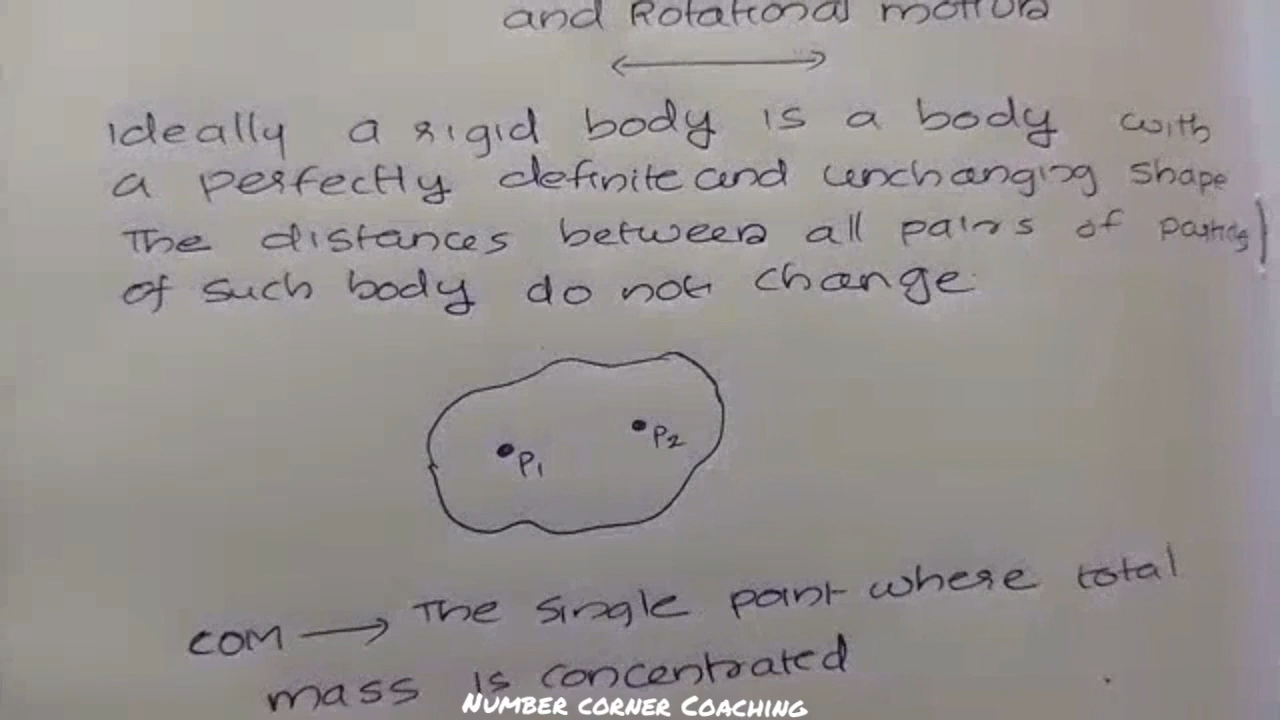 and Rotational motion
Ideally a rigid body is a body with
a perfectly definite and unchanging shape
The distances between all pairs of
of such body do not change.
P1
P2
COM → The single point where total
mass is concentrated
NUMBER CORNER COACHING